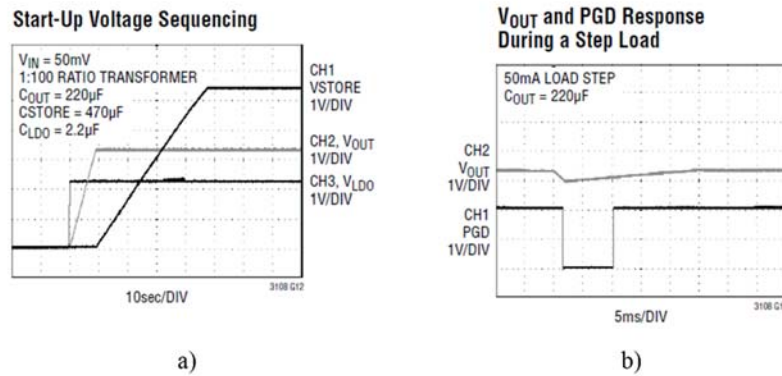 Start-Up Voltage Sequencing
VIN = 50mV
1:100 RATIO TRANSFORMER
COUT = 220µF
CSTORE = 470µF
CLDO = 2.2µF
CH1
VSTORE
1V/DIV
CH2, VOUT
1V/DIV
CH3, VLDO
1V/DIV
10sec/DIV
3108 G12
a)
VOUT and PGD Response
During a Step Load
50mA LOAD STEP
COUT = 220µF
CH2
VOUT
1V/DIV
CH1
PGD
1V/DIV
5ms/DIV
b)